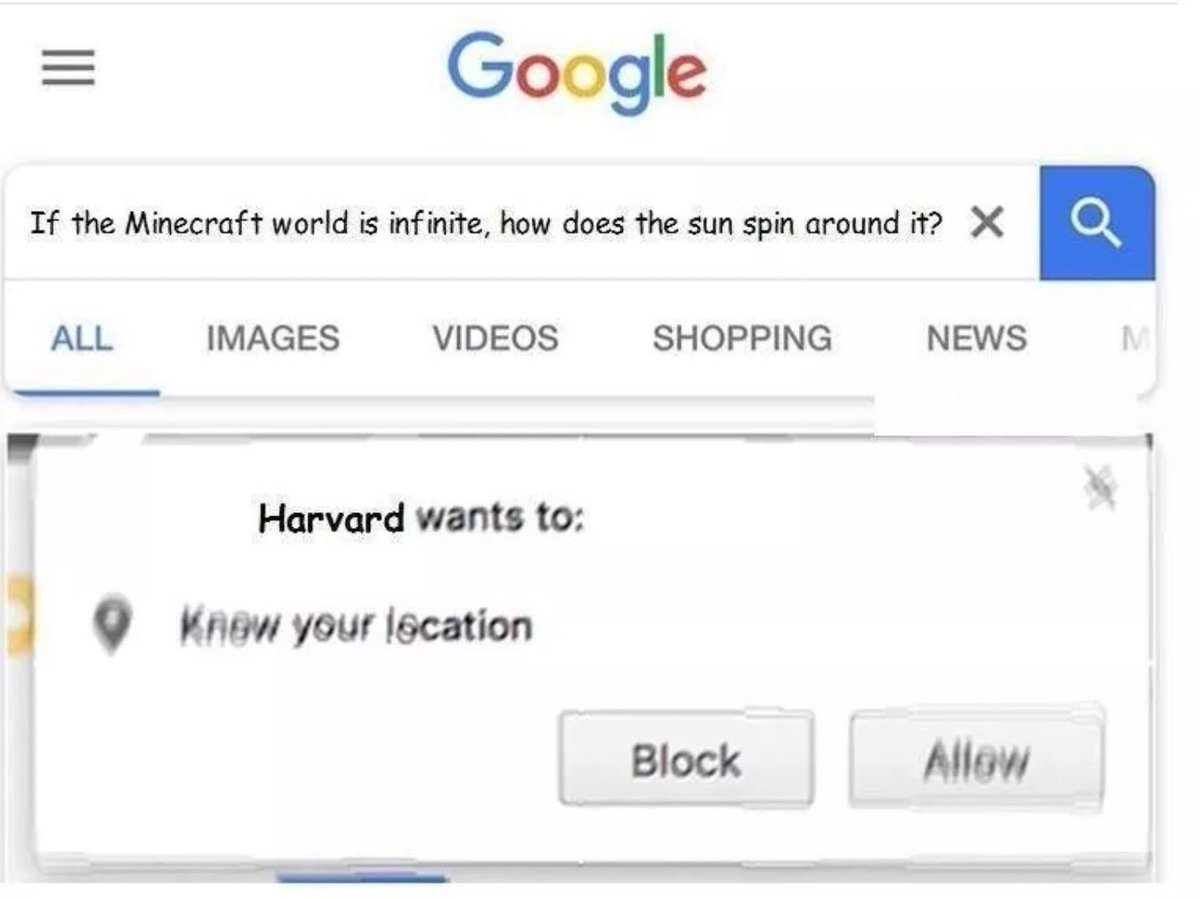 Google
If the Minecraft world is infinite, how does the sun spin around it?
ALL IMAGES VIDEOS SHOPPING NEWS M
Harvard wants to:
Know your location
Block Allow